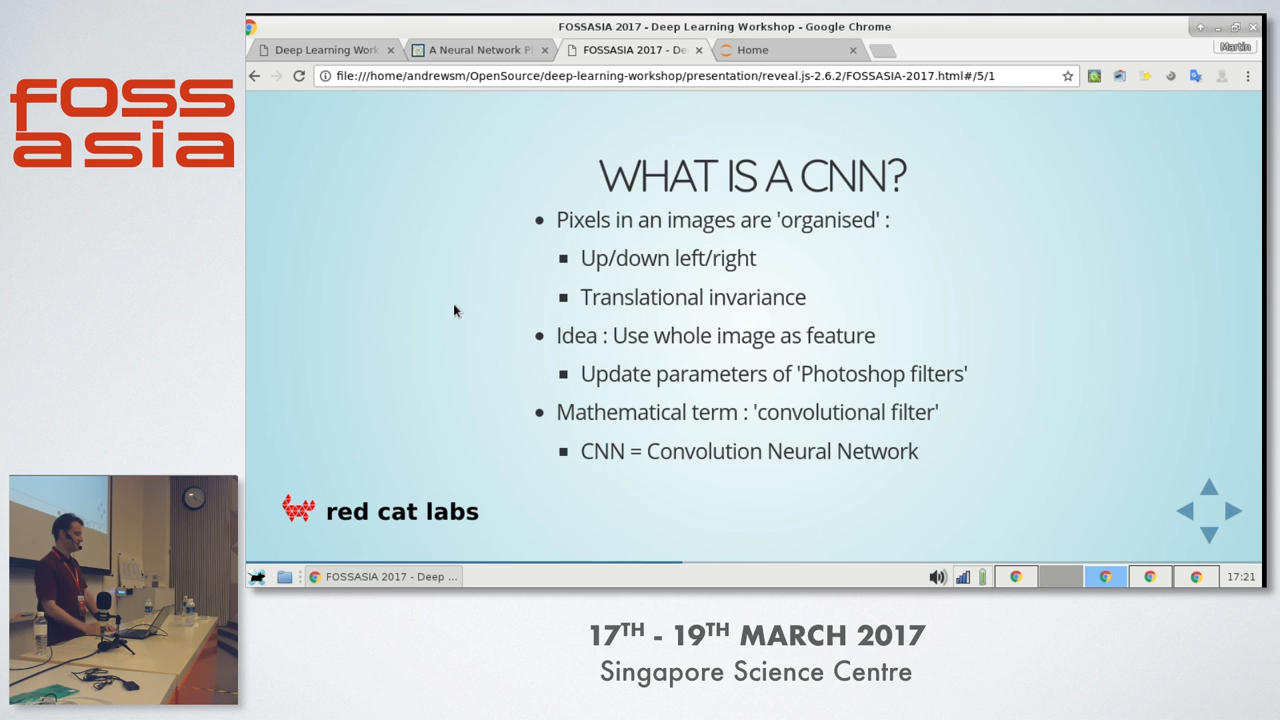 foss
asia
FOSSASIA 2017 - Deep Learning Workshop - Google Chrome
Deep Learning Work
A Neural Network Pl
FOSSASIA 2017 - De
Home
Martin
file:///home/andrewsm/OpenSource/deep-learning-workshop/presentation/reveal.js-2.6.2/FOSSASIA-2017.html#/5/1
WHAT IS A CNN?
Pixels in an images are 'organised' :
Up/down left/right
Translational invariance
Idea : Use whole image as feature
Update parameters of 'Photoshop filters'
Mathematical term : 'convolutional filter'
CNN = Convolution Neural Network
red cat labs
FOSSASIA 2017 - Deep ...
17:21
17TH - 19TH MARCH 2017
Singapore Science Centre